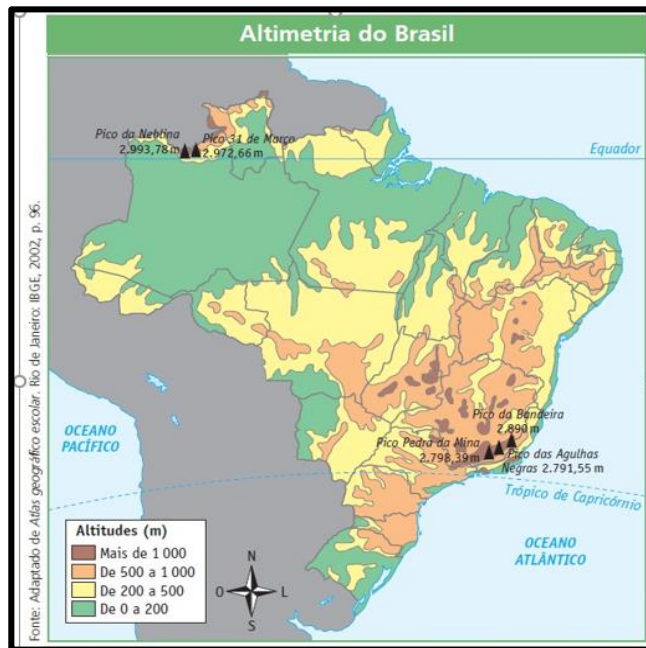 Altimetria do Brasil
Pico da Neblina
2.993,78 m
Pico 31 de Março
2.972,66 m
Equador
Pico da Bandeira
2.890 m
Pico Pedra da Mina
2.798,39 m
Pico das Agulhas
Negras 2.791,55 m
Trópico de Capricórnio
OCEANO
PACÍFICO
OCEANO
ATLÂNTICO
Altitudes (m)
Mais de 1 000
De 500 a 1 000
De 200 a 500
De 0 a 200
N
O
L
S
Fonte: Adaptado de Atlas geográfico escolar. Rio de Janeiro: IBGE, 2002, p. 96.